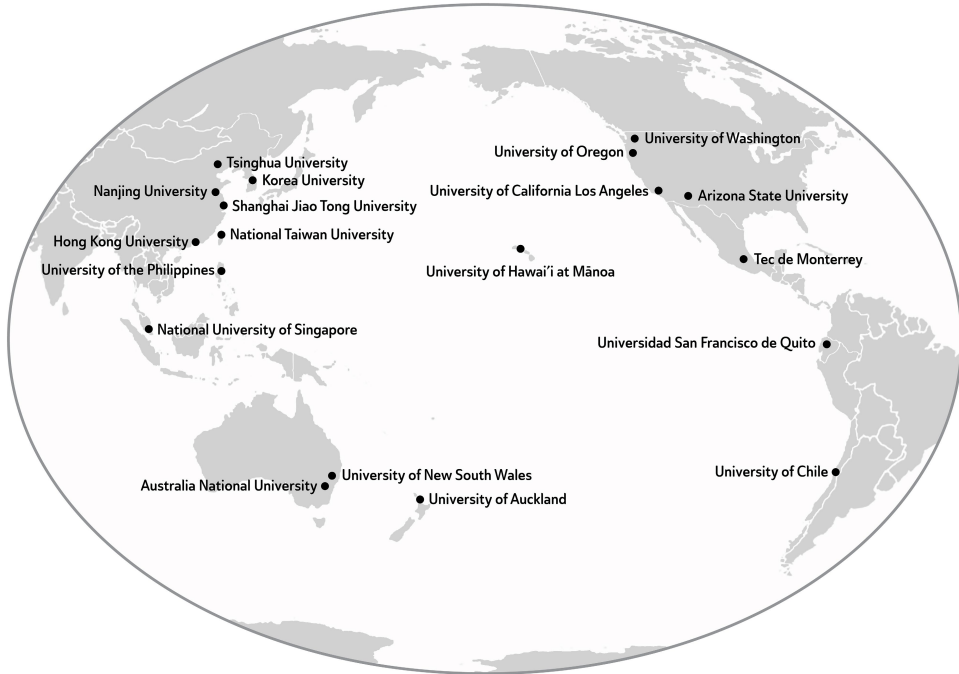 University of Washington
University of Oregon
Tsinghua University
Korea University
Nanjing University
University of California Los Angeles
Arizona State University
Shanghai Jiao Tong University
National Taiwan University
Hong Kong University
Tec de Monterrey
University of the Philippines
University of Hawai'i at Mānoa
National University of Singapore
Universidad San Francisco de Quito
University of Chile
University of New South Wales
Australia National University
University of Auckland